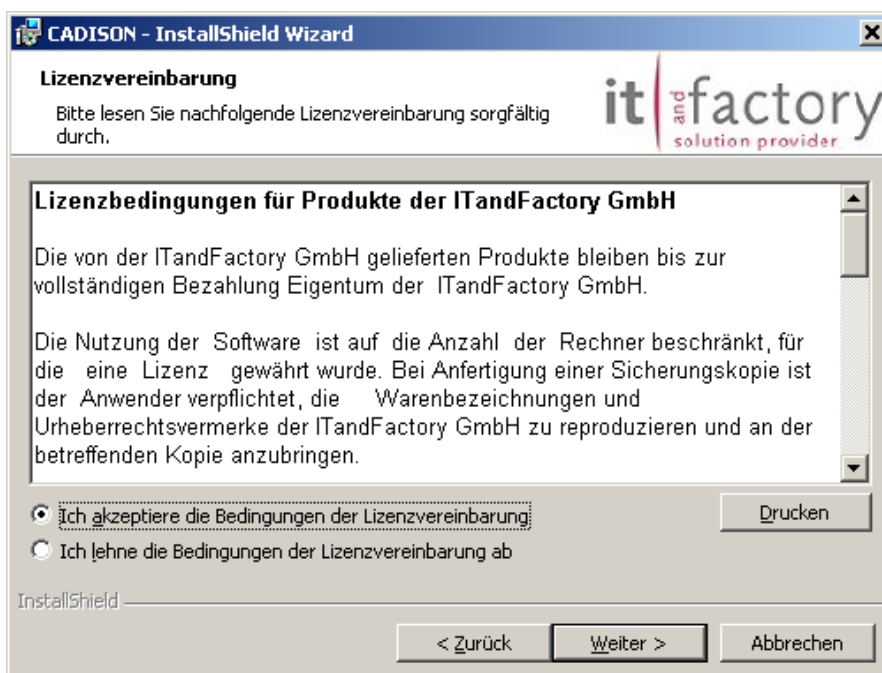 CADISON - InstallShield Wizard
Lizenzvereinbarung
Bitte lesen Sie nachfolgende Lizenzvereinbarung sorgfältig
durch.
it and factory
solution provider
Lizenzbedingungen für Produkte der ITandFactory GmbH
Die von der ITandFactory GmbH gelieferten Produkte bleiben bis zur
vollständigen Bezahlung Eigentum der ITandFactory GmbH.
Die Nutzung der Software ist auf die Anzahl der Rechner beschränkt, für
die eine Lizenz gewährt wurde. Bei Anfertigung einer Sicherungskopie ist
der Anwender verpflichtet, die Warenbezeichnungen und
Urheberrechtsvermerke der ITandFactory GmbH zu reproduzieren und an der
betreffenden Kopie anzubringen.
Ich akzeptiere die Bedingungen der Lizenzvereinbarung
Drucken
Ich lehne die Bedingungen der Lizenzvereinbarung ab
InstallShield
< Zurück
Weiter >
Abbrechen